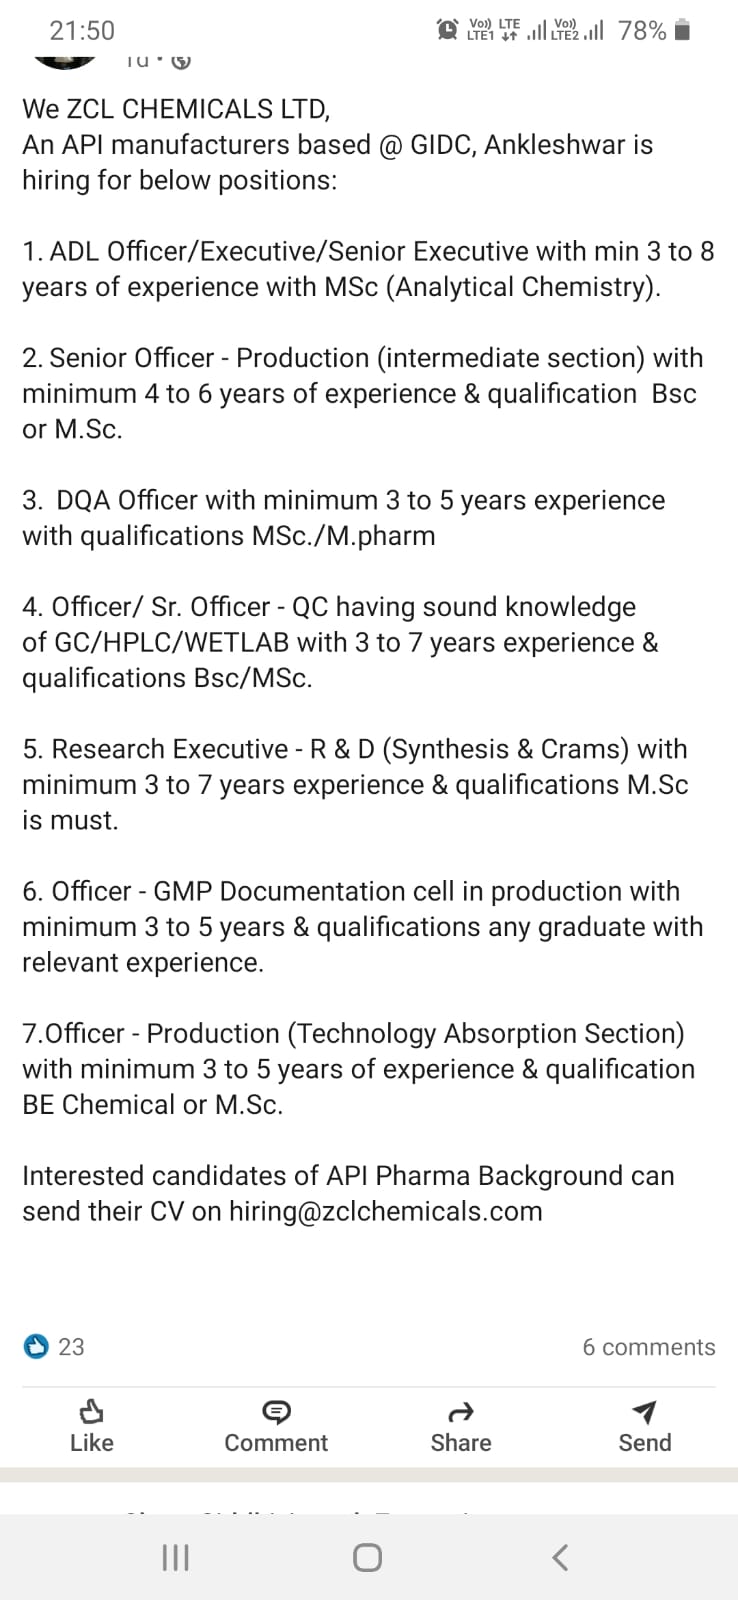 21:50
Vo)) LTE Vo))
LTE1 LTE2 78%
1d
We ZCL CHEMICALS LTD,
An API manufacturers based @ GIDC, Ankleshwar is
hiring for below positions:
1. ADL Officer/Executive/Senior Executive with min 3 to 8
years of experience with MSc (Analytical Chemistry).
2. Senior Officer - Production (intermediate section) with
minimum 4 to 6 years of experience & qualification  Bsc
or M.Sc.
3.  DQA Officer with minimum 3 to 5 years experience
with qualifications MSc./M.pharm
4. Officer/ Sr. Officer - QC having sound knowledge
of GC/HPLC/WETLAB with 3 to 7 years experience &
qualifications Bsc/MSc.
5. Research Executive - R & D (Synthesis & Crams) with
minimum 3 to 7 years experience & qualifications M.Sc
is must.
6. Officer - GMP Documentation cell in production with
minimum 3 to 5 years & qualifications any graduate with
relevant experience.
7.Officer - Production (Technology Absorption Section)
with minimum 3 to 5 years of experience & qualification
BE Chemical or M.Sc.
Interested candidates of API Pharma Background can
send their CV on hiring@zclchemicals.com
23 6 comments
Like Comment Share Send